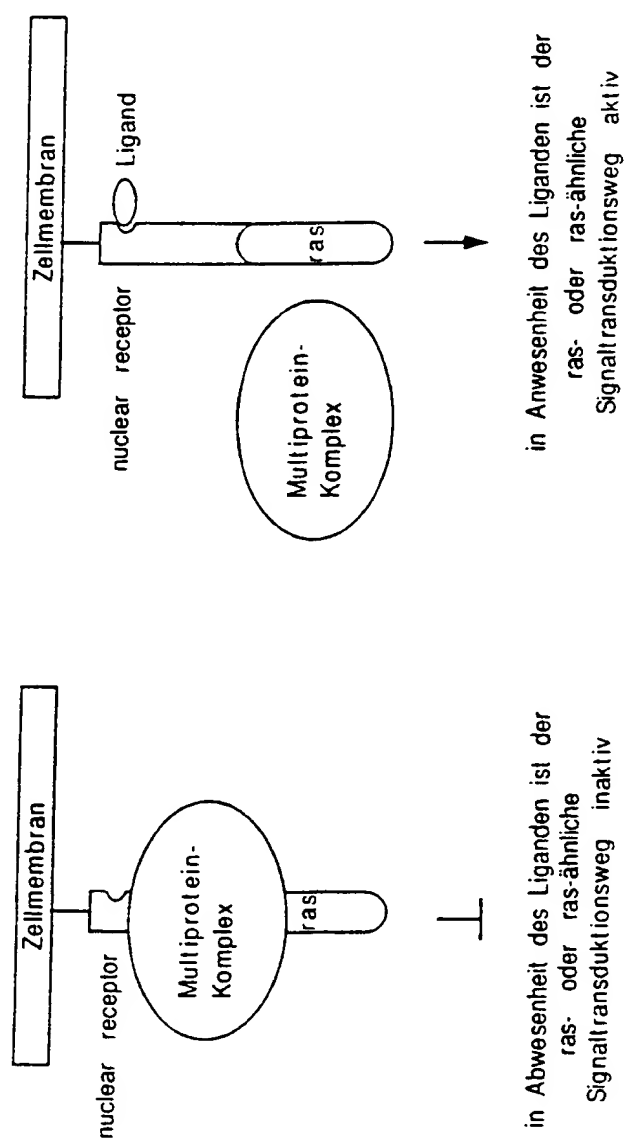 Zellmembran
nuclear receptor
Multiprotein-
Komplex
ras
in Abwesenheit des Liganden ist der
ras- oder ras-ähnliche
Signaltransduktionsweg inaktiv
Zellmembran
nuclear receptor
Ligand
Multiprotein-
Komplex
ras
in Anwesenheit des Liganden ist der
ras- oder ras-ähnliche
Signaltransduktionsweg aktiv